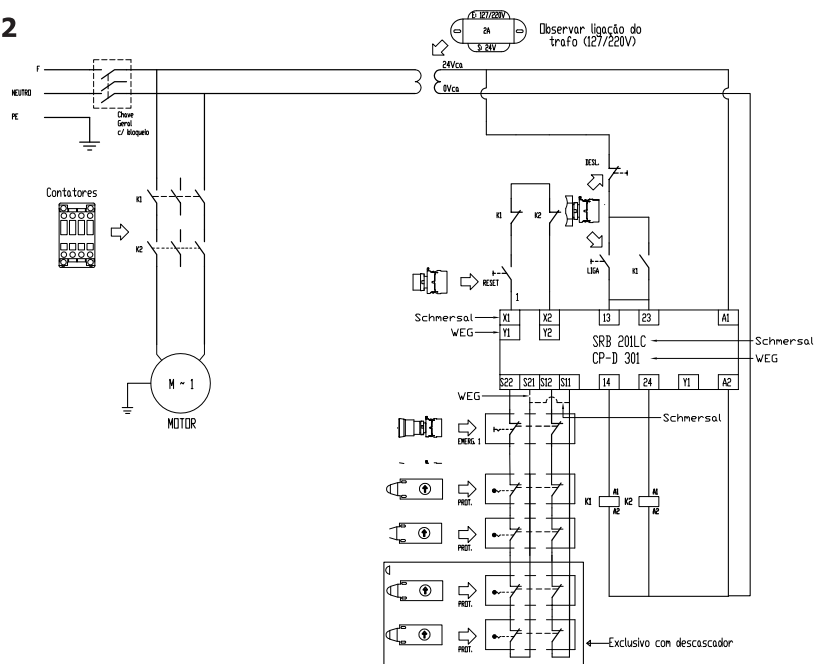 2
E: 127/220V
2A
S: 24V
Observar ligação do
trafo (127/220V)
F
NEUTRO
PE
Chave
Geral
c/ bloqueio
24Vca
0Vca
Contatores
K1
K2
M ~ 1
MOTOR
DESL.
K1
K2
LIGA
K1
RESET
1
Schmersal
WEG
X1
X2
13
23
A1
Y1
Y2
SRB 201LC
CP-D 301
Schmersal
WEG
S22
S21
S12
S11
14
24
Y1
A2
WEG
Schmersal
EMERG. 1
PROT.
K1
A1
A2
K2
A1
A2
PROT.
PROT.
PROT.
Exclusivo com descascador